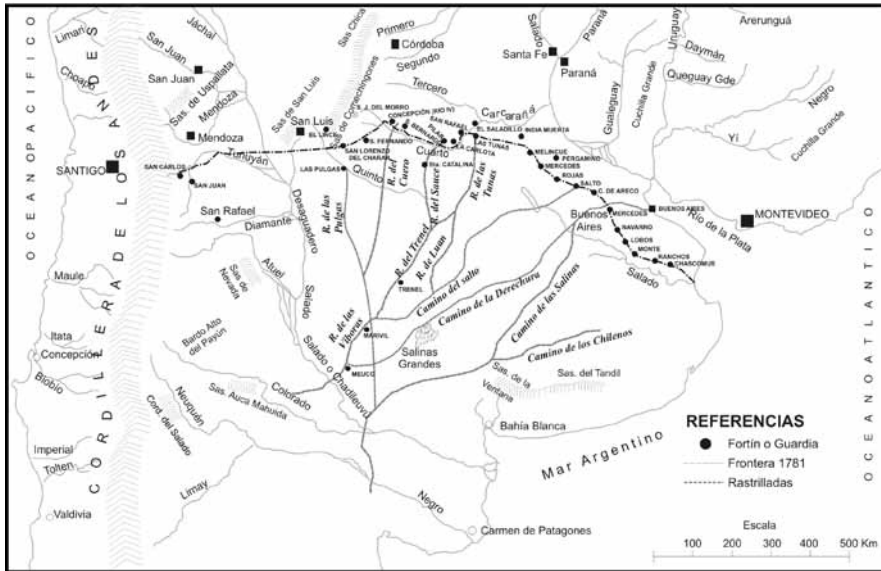 OCEANO PACIFICO
CORDILLERA DE LOS ANDES
Limari
Choapo
Jáchal
San Juan
San Juan
Sas. de Uspallata
Mendoza
Mendoza
SANTIGO
SAN CARLOS
SAN JUAN
Tunuyán
San Rafael
Diamante
Maule
Itata
Concepción
Biobio
Imperial
Tolten
Valdivia
Atuel
Sas. de Nevada
Bardo Alto
del Payún
Neuquén
Cord. del Salado
Sas. Auca Mahuida
Colorado
Limay
Negro
Desaguadero
Salado
Salado o Chadileuvú
Sas de San Luis
San Luis
EL LINCE
Sas Chica
Sas de Comechingones
Primero
Córdoba
Segundo
Tercero
S. J. DEL MORRO
CONCEPCIÓN (RIO IV)
S. FERNANDO
S. BERNARDO
SAN LORENZO
DEL CHAÑAR
LAS PULGAS
Cuarto
Quinto
PILAR
SAN RAFAEL
LA CARLOTA
Sta. CATALINA
EL SALADILLO
LAS TUNAS
INDIA MUERTA
Carcarañá
R. de las
Pulgas
R. del
Cuero
R. del Sauce
R. de las
Tunas
R. del Trenel
R. de Luan
TRENEL
R. de las
Víboras
MARIVIL
MEUCO
Camino del salto
Camino de la Derechura
Camino de las Salinas
Camino de los Chilenos
Salinas
Grandes
Salado
Santa Fe
Paraná
Paraná
MELINCUE
MERCEDES
PERGAMINO
ROJAS
SALTO
C. DE ARECO
Buenos
Aires
MERCEDES
NAVARRO
LOBOS
MONTE
RANCHOS
CHASCOMUS
BUENOS AIRES
Salado
Río de la Plata
MONTEVIDEO
Gualeguay
Cuchilla Grande
Uruguay
Arerunguá
Daymán
Queguay Gde
Negro
Yí
Cuchilla Grande
OCEANO ATLANTICO
Sas. de la
Ventana
Sas. del Tandil
Bahía Blanca
Mar Argentino
Carmen de Patagones
REFERENCIAS
Fortín o Guardia
Frontera 1781
Rastrilladas
Escala
100 200 300 400 500 Km